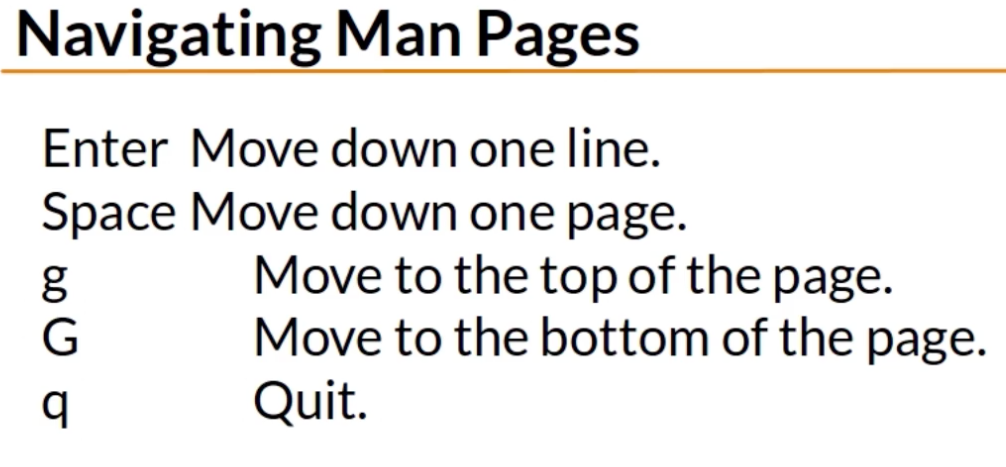 Navigating Man Pages
Enter Move down one line.
Space Move down one page.
g Move to the top of the page.
G Move to the bottom of the page.
q Quit.